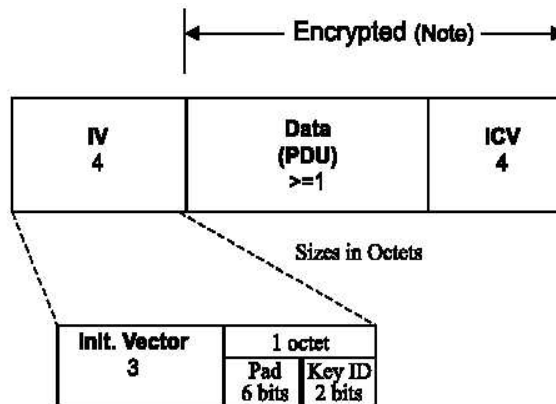 Encrypted (Note)
IV
4
Data
(PDU)
>=1
ICV
4
Sizes in Octets
Init. Vector
3
1 octet
Pad
6 bits
Key ID
2 bits